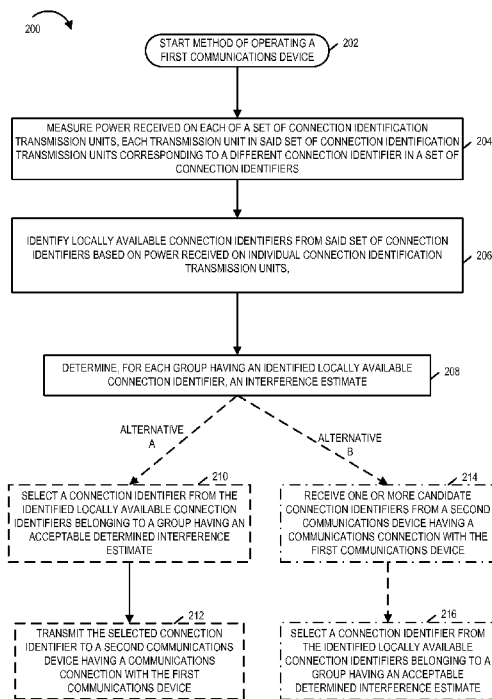 200
START METHOD OF OPERATING A
FIRST COMMUNICATIONS DEVICE
202
MEASURE POWER RECEIVED ON EACH OF A SET OF CONNECTION IDENTIFICATION
TRANSMISSION UNITS, EACH TRANSMISSION UNIT IN SAID SET OF CONNECTION IDENTIFICATION
TRANSMISSION UNITS CORRESPONDING TO A DIFFERENT CONNECTION IDENTIFIER IN A SET OF
CONNECTION IDENTIFIERS
204
IDENTIFY LOCALLY AVAILABLE CONNECTION IDENTIFIERS FROM SAID SET OF CONNECTION
IDENTIFIERS BASED ON POWER RECEIVED ON INDIVIDUAL CONNECTION IDENTIFICATION
TRANSMISSION UNITS,
206
DETERMINE, FOR EACH GROUP HAVING AN IDENTIFIED LOCALLY AVAILABLE
CONNECTION IDENTIFIER, AN INTERFERENCE ESTIMATE
208
ALTERNATIVE
A
ALTERNATIVE
B
210
SELECT A CONNECTION IDENTIFIER FROM THE
IDENTIFIED LOCALLY AVAILABLE CONNECTION
IDENTIFIERS BELONGING TO A GROUP HAVING AN
ACCEPTABLE DETERMINED INTERFERENCE
ESTIMATE
214
RECEIVE ONE OR MORE CANDIDATE
CONNECTION IDENTIFIERS FROM A SECOND
COMMUNICATIONS DEVICE HAVING A
COMMUNICATIONS CONNECTION WITH THE
FIRST COMMUNICATIONS DEVICE
212
TRANSMIT THE SELECTED CONNECTION
IDENTIFIER TO A SECOND COMMUNICATIONS
DEVICE HAVING A COMMUNICATIONS
CONNECTION WITH THE FIRST
COMMUNICATIONS DEVICE
216
SELECT A CONNECTION IDENTIFIER FROM
THE IDENTIFIED LOCALLY AVAILABLE
CONNECTION IDENTIFIERS BELONGING TO A
GROUP HAVING AN ACCEPTABLE
DETERMINED INTERFERENCE ESTIMATE